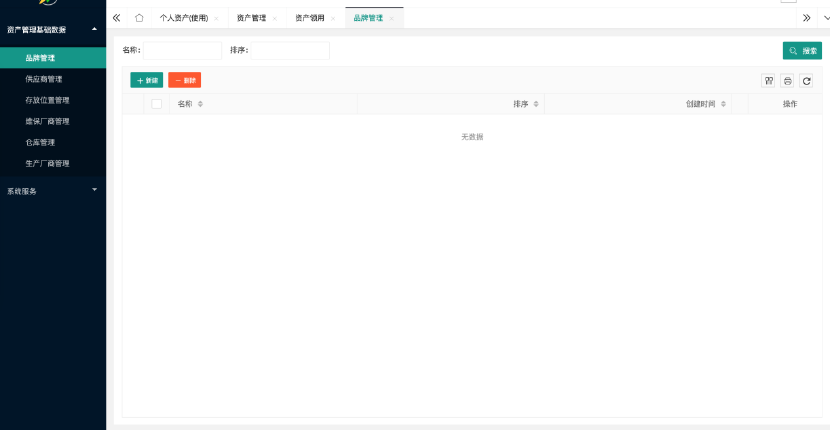 个人资产(使用)
资产管理
资产领用
品牌管理
资产管理基础数据
品牌管理
供应商管理
存放位置管理
维保厂商管理
仓库管理
生产厂商管理
系统服务
名称:
排序:
搜索
+ 新建
- 删除
名称
排序
创建时间
操作
无数据